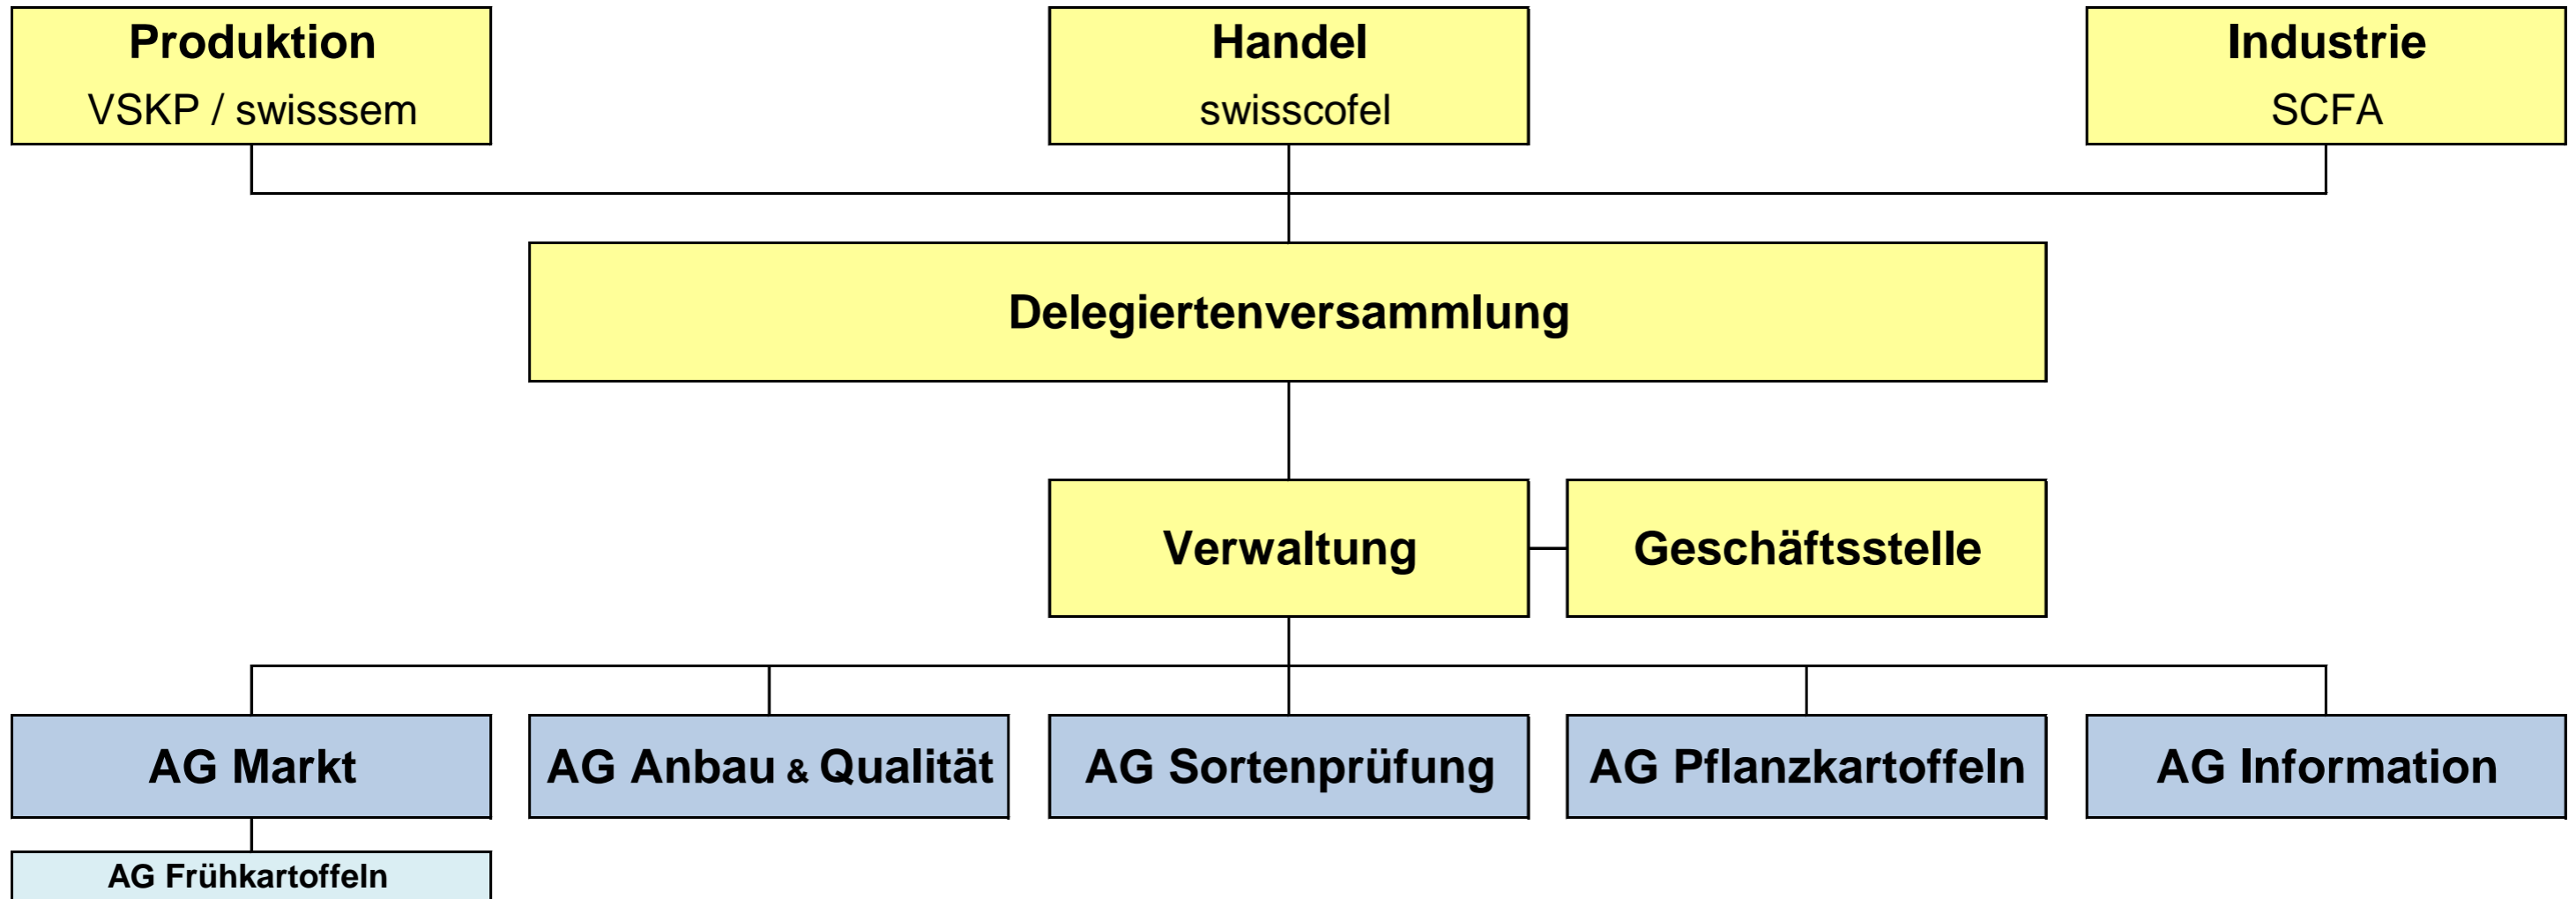 Produktion
VSKP / swisssem
Handel
swisscofel
Industrie
SCFA
Delegiertenversammlung
Verwaltung
Geschäftsstelle
AG Markt
AG Anbau & Qualität
AG Sortenprüfung
AG Pflanzkartoffeln
AG Information
AG Frühkartoffeln